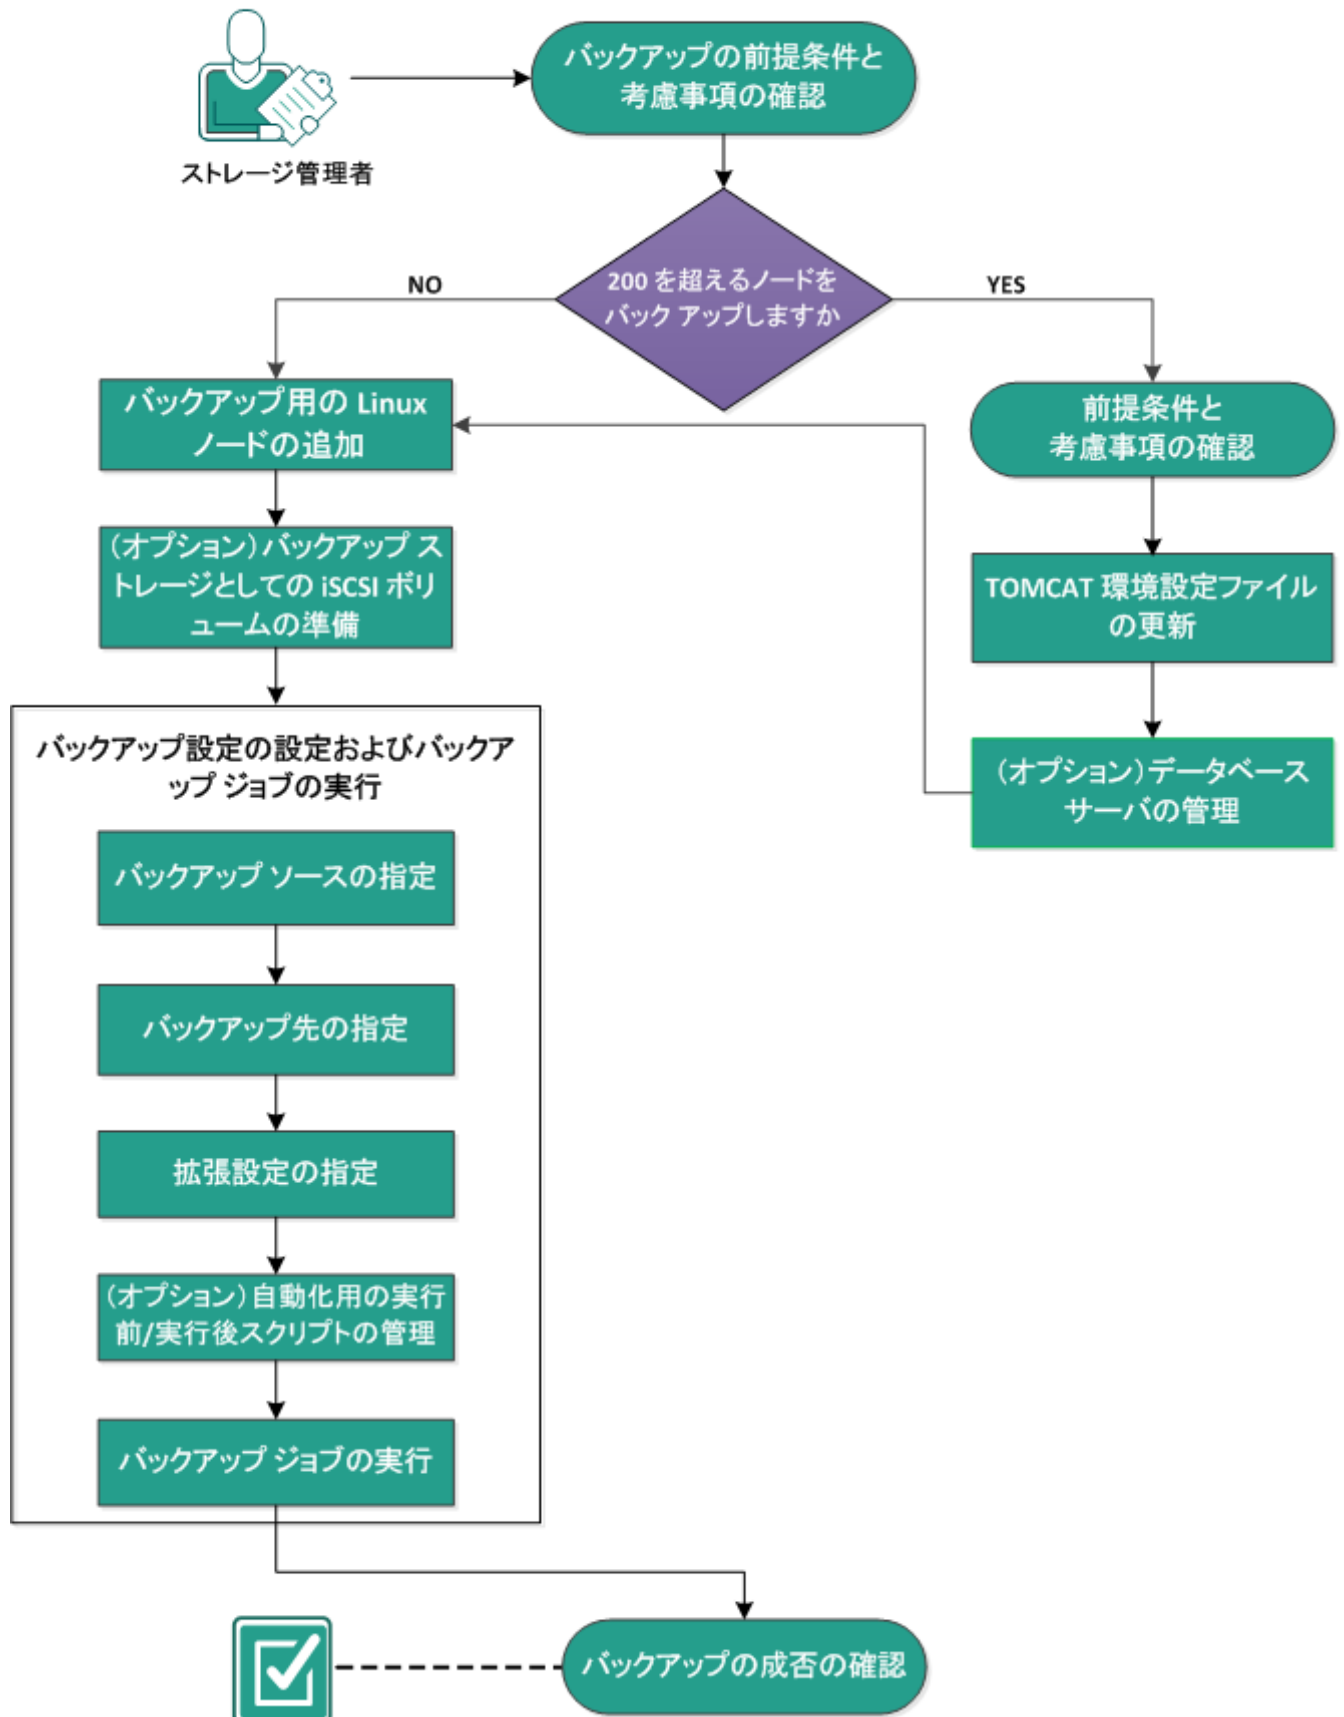 バックアップの前提条件と
考慮事項の確認
ストレージ管理者
200 を超えるノードを
バック アップしますか
NO
YES
バックアップ用の Linux
ノードの追加
前提条件と
考慮事項の確認
(オプション)バックアップ ス
トレージとしての iSCSI ボリ
ュームの準備
TOMCAT 環境設定ファイル
の更新
(オプション)データベース
サーバの管理
バックアップ設定の設定およびバックア
ップ ジョブの実行
バックアップ ソースの指定
バックアップ先の指定
拡張設定の指定
(オプション)自動化用の実行
前/実行後スクリプトの管理
バックアップ ジョブの実行
バックアップの成否の確認